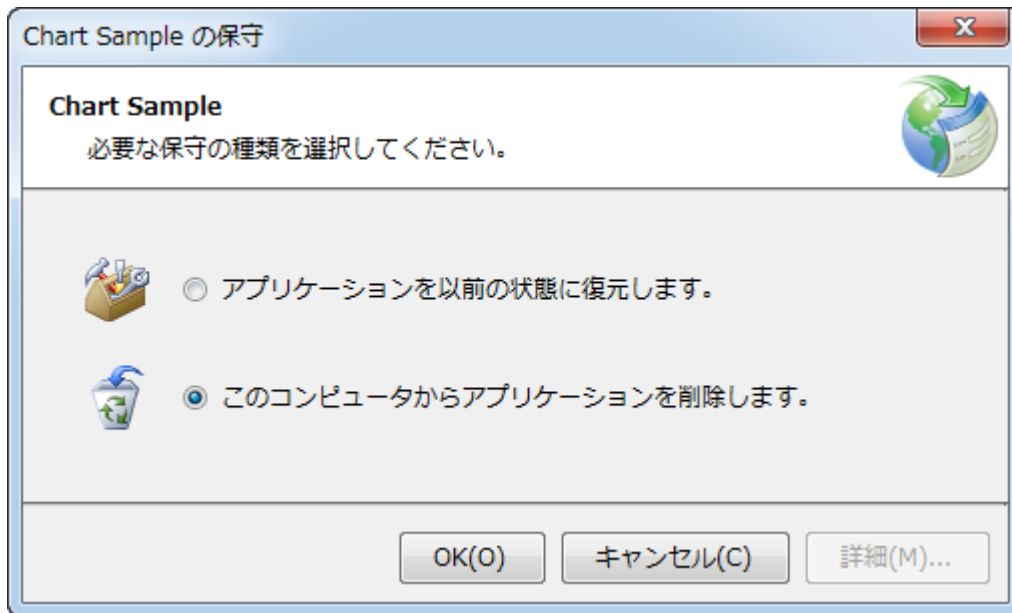 Chart Sample の保守
Chart Sample
必要な保守の種類を選択してください。
アプリケーションを以前の状態に復元します。
このコンピュータからアプリケーションを削除します。
OK(O) キャンセル(C) 詳細(M)...